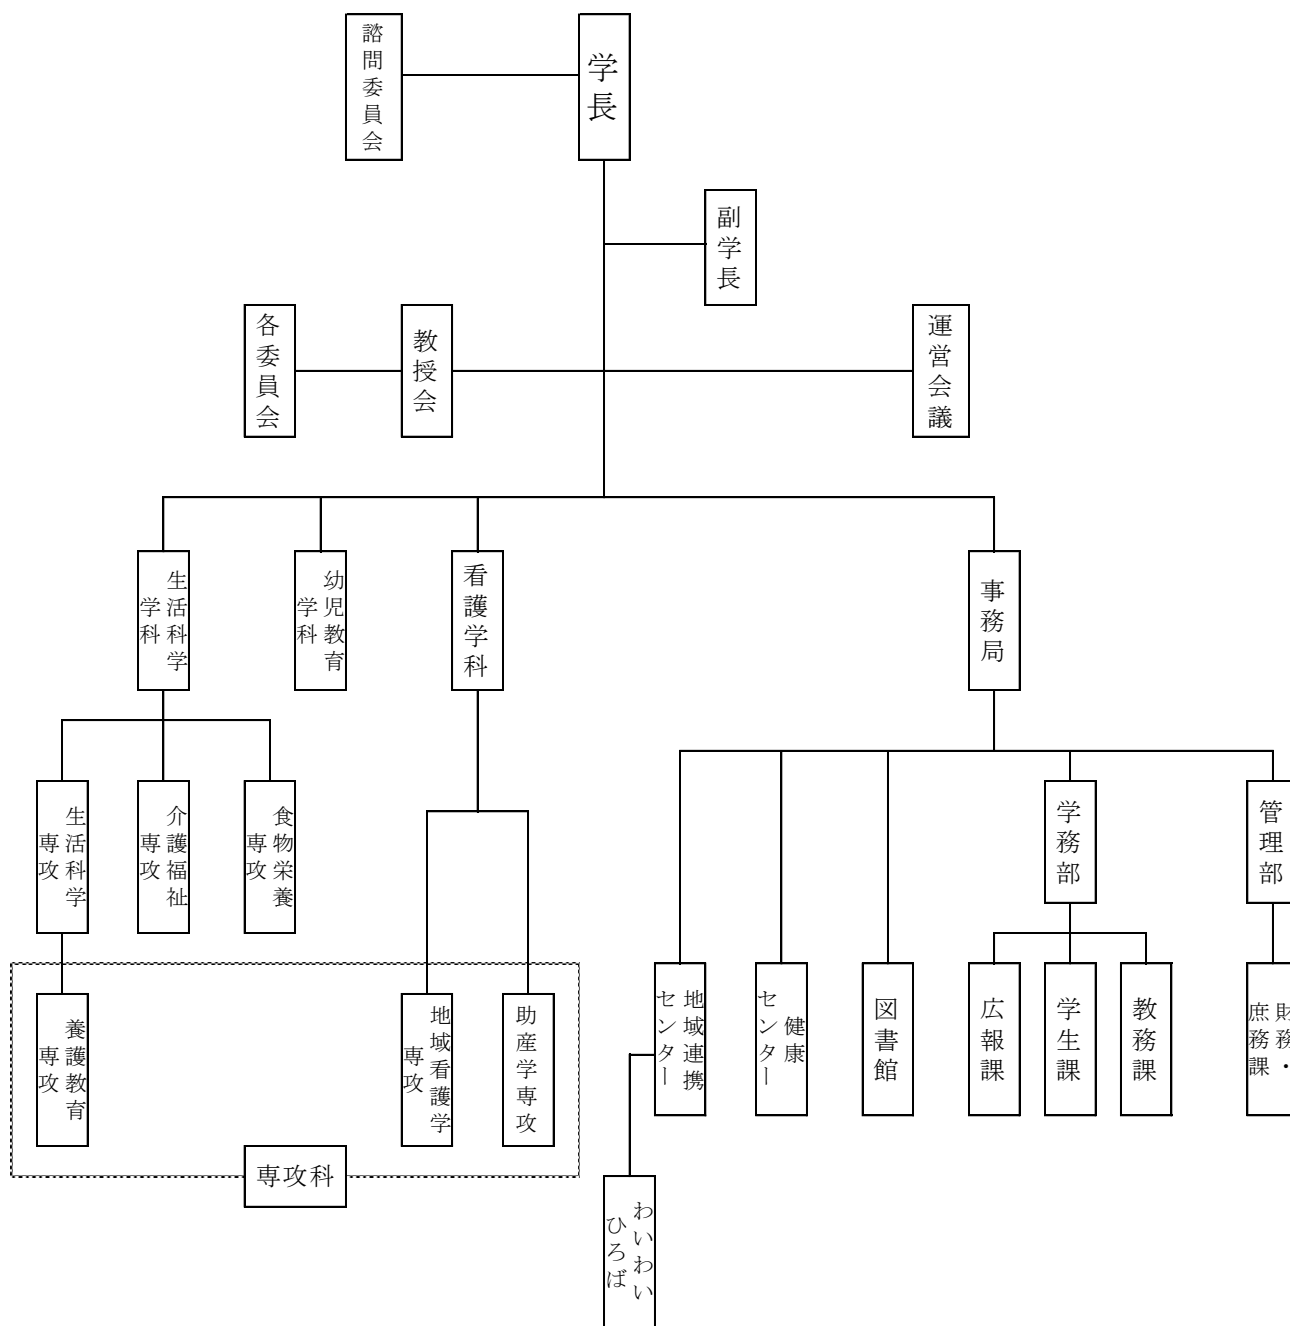 諮問委員会
学長
副学長
各委員会
教授会
運営会議
生活科学
学科
幼児教育
学科
看護学科
事務局
生活科学
専攻
介護福祉
専攻
食物栄養
専攻
学務部
管理部
養護教育
専攻
地域看護学
専攻
助産学専攻
地域連携
センター
健康
センター
図書館
広報課
学生課
教務課
財務・
庶務課
専攻科
わいわい
ひろば